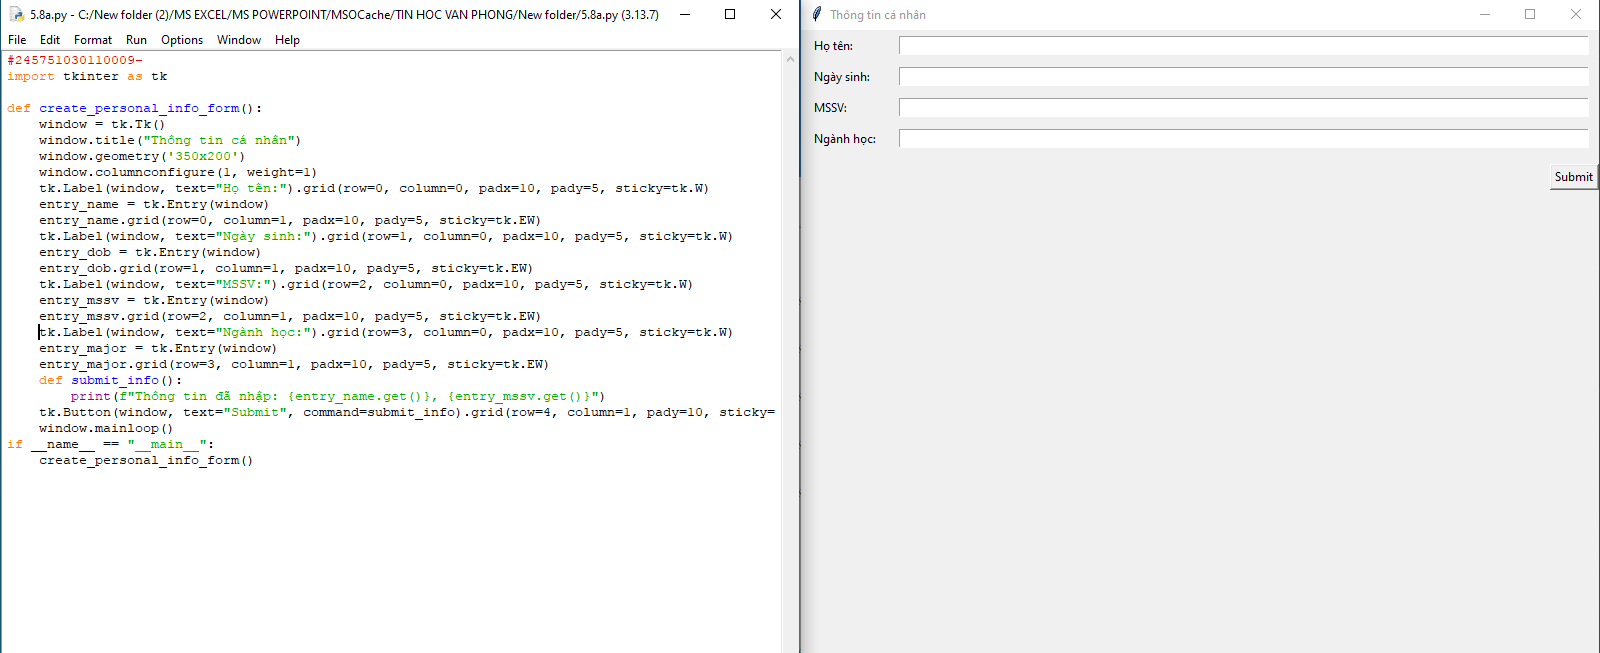 5.8a.py - C:/New folder (2)/MS EXCEL/MS POWERPOINT/MSOCache/TIN HOC VAN PHONG/New folder/5.8a.py (3.13.7)
File Edit Format Run Options Window Help
#245751030110009-
import tkinter as tk

def create_personal_info_form():
    window = tk.Tk()
    window.title("Thông tin cá nhân")
    window.geometry('350x200')
    window.columnconfigure(1, weight=1)
    tk.Label(window, text="Họ tên:").grid(row=0, column=0, padx=10, pady=5, sticky=tk.W)
    entry_name = tk.Entry(window)
    entry_name.grid(row=0, column=1, padx=10, pady=5, sticky=tk.EW)
    tk.Label(window, text="Ngày sinh:").grid(row=1, column=0, padx=10, pady=5, sticky=tk.W)
    entry_dob = tk.Entry(window)
    entry_dob.grid(row=1, column=1, padx=10, pady=5, sticky=tk.EW)
    tk.Label(window, text="MSSV:").grid(row=2, column=0, padx=10, pady=5, sticky=tk.W)
    entry_mssv = tk.Entry(window)
    entry_mssv.grid(row=2, column=1, padx=10, pady=5, sticky=tk.EW)
    tk.Label(window, text="Ngành học:").grid(row=3, column=0, padx=10, pady=5, sticky=tk.W)
    entry_major = tk.Entry(window)
    entry_major.grid(row=3, column=1, padx=10, pady=5, sticky=tk.EW)
    def submit_info():
        print(f"Thông tin đã nhập: {entry_name.get()}, {entry_mssv.get()}")
    tk.Button(window, text="Submit", command=submit_info).grid(row=4, column=1, pady=10, sticky=
    window.mainloop()
if __name__ == "__main__":
    create_personal_info_form()
Thông tin cá nhân
Họ tên:
Ngày sinh:
MSSV:
Ngành học:
Submit